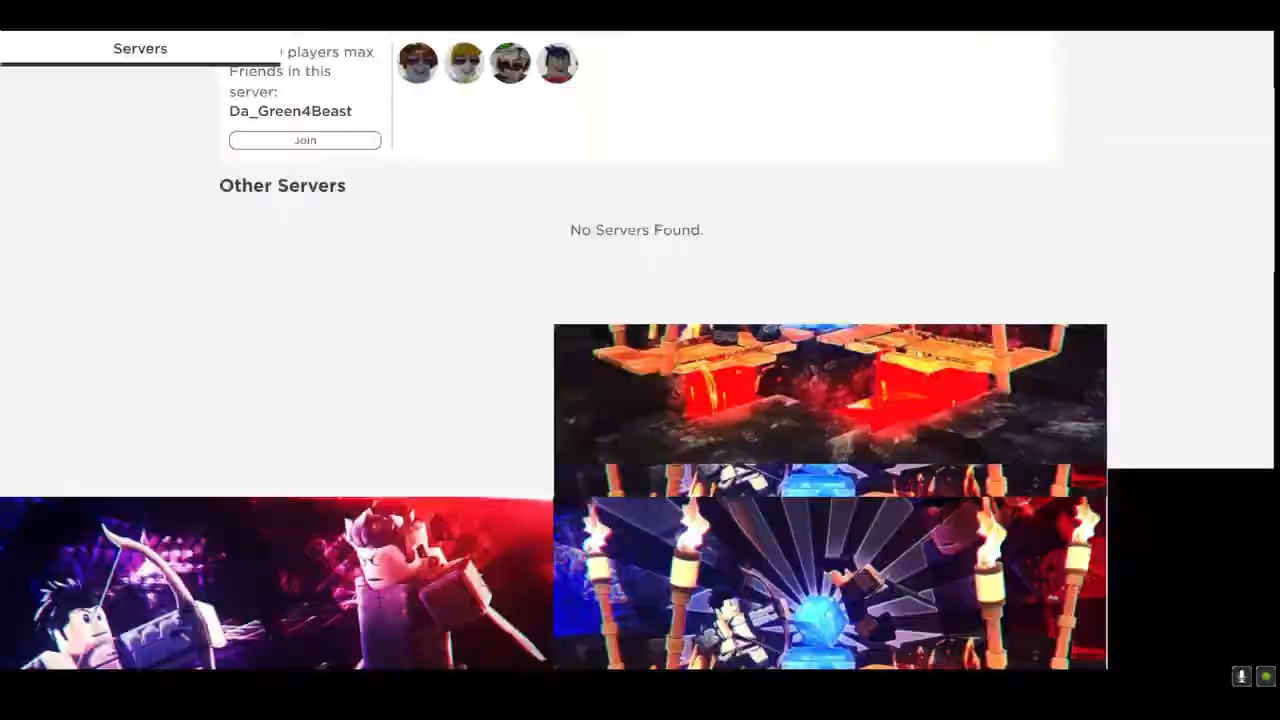 Servers
players max
Friends in this
server:
Da_Green4Beast
Join
Other Servers
No Servers Found.